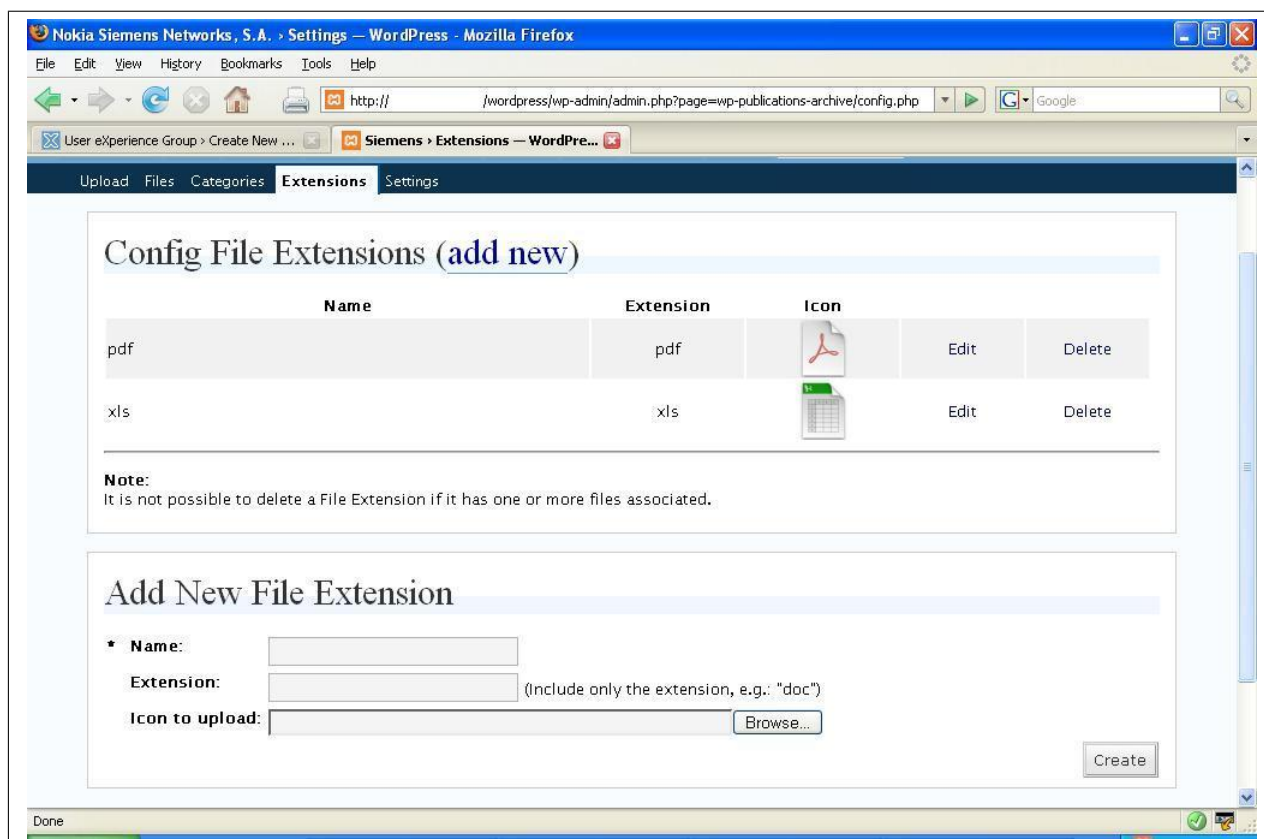 Nokia Siemens Networks, S.A. › Settings — WordPress - Mozilla Firefox
File Edit View History Bookmarks Tools Help
http:// /wordpress/wp-admin/admin.php?page=wp-publications-archive/config.php G Google
User eXperience Group › Create New ... Siemens › Extensions — WordPre...
Upload Files Categories Extensions Settings
Config File Extensions (add new)
Name Extension Icon
pdf pdf Edit Delete
xls xls Edit Delete
Note:
It is not possible to delete a File Extension if it has one or more files associated.
Add New File Extension
* Name:
Extension: (Include only the extension, e.g.: "doc")
Icon to upload: Browse...
Create
Done